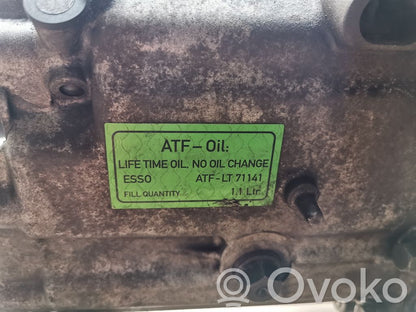 ATF – Oil:
LIFE TIME OIL, NO OIL CHANGE
ESSO ATF-LT 71141
FILL QUANTITY 1.1 Ltr.
Ovoko